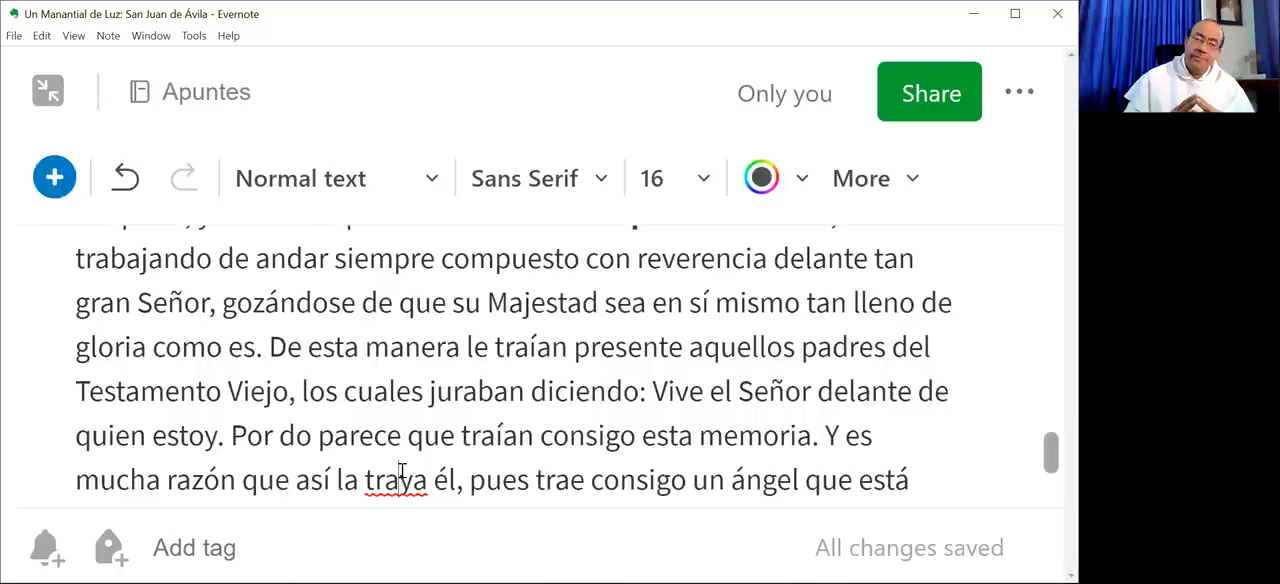 Un Manantial de Luz: San Juan de Ávila - Evernote
File Edit View Note Window Tools Help
Apuntes
Only you
Share
Normal text
Sans Serif
16
More
trabajando de andar siempre compuesto con reverencia delante tan
gran Señor, gozándose de que su Majestad sea en sí mismo tan lleno de
gloria como es. De esta manera le traían presente aquellos padres del
Testamento Viejo, los cuales juraban diciendo: Vive el Señor delante de
quien estoy. Por do parece que traían consigo esta memoria. Y es
mucha razón que así la traya él, pues trae consigo un ángel que está
Add tag
All changes saved